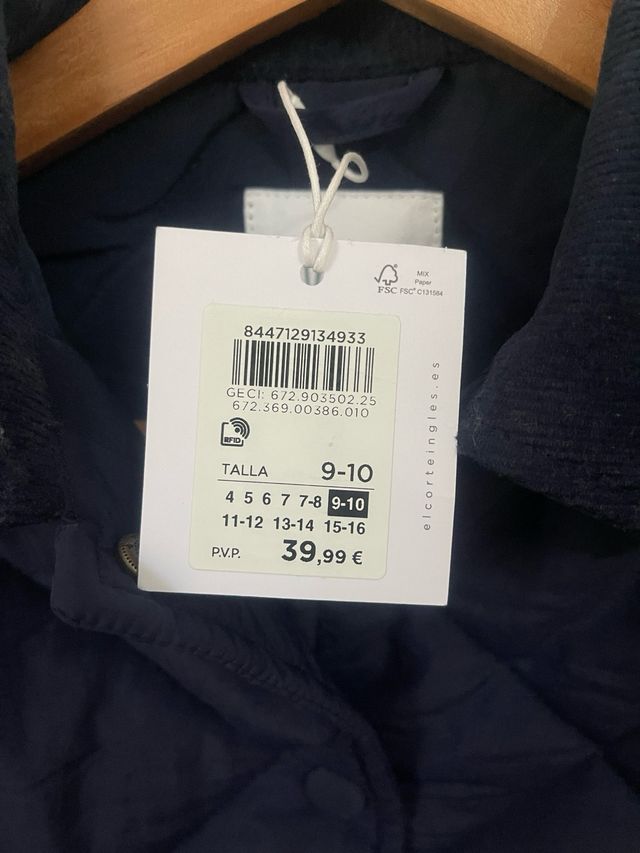 MIX
Paper
FSC FSC® C131584
8447129134933
GECI: 672.903502.25
672.369.00386.010
RFID
TALLA 9-10
4 5 6 7 7-8 9-10
11-12 13-14 15-16
P.V.P. 39,99 €
elcorteingles.es